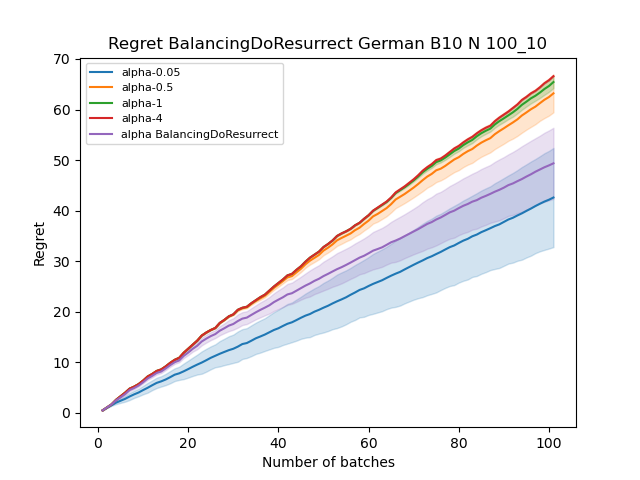 Regret BalancingDoResurrect German B10 N 100_10
70
60
50
40
30
20
10
0
Regret
alpha-0.05
alpha-0.5
alpha-1
alpha-4
alpha BalancingDoResurrect
0 20 40 60 80 100
Number of batches